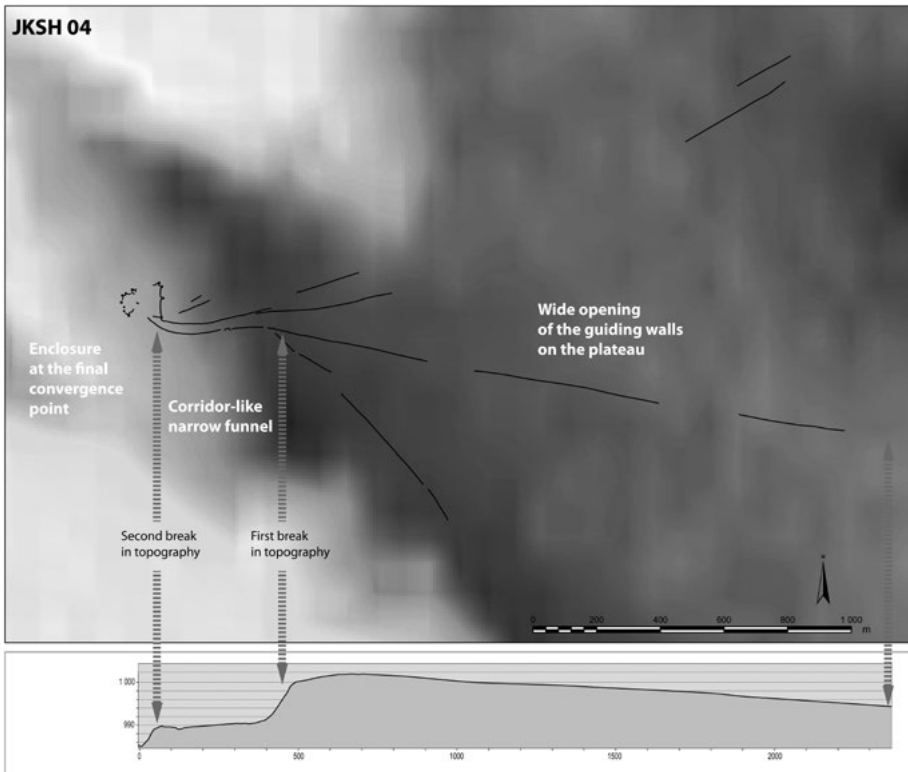 JKSH 04
Wide opening
of the guiding walls
on the plateau
Enclosure
at the final
convergence
point
Corridor-like
narrow funnel
Second break
in topography
First break
in topography
0 200 400 600 800 1 000
m
1 000
990
0 500 1000 1500 2000